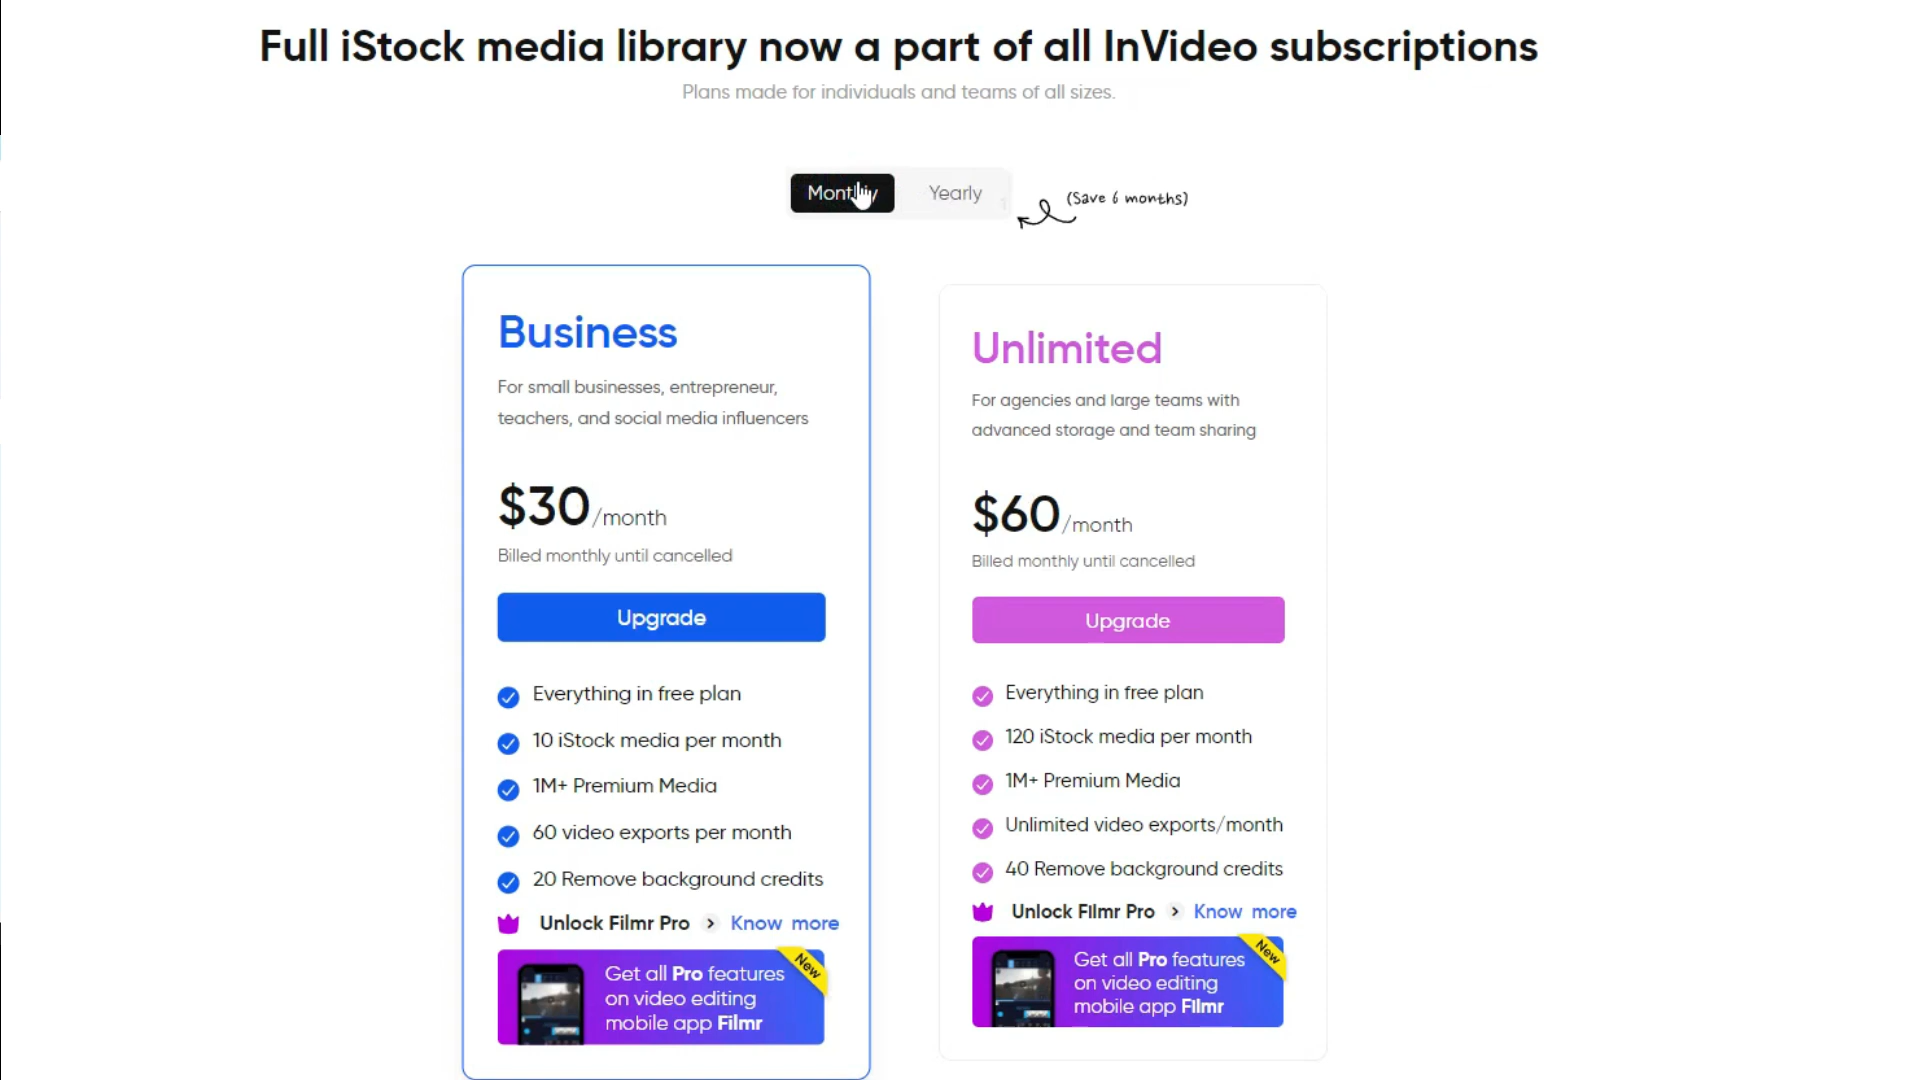 Full iStock media library now a part of all InVideo subscriptions
Plans made for individuals and teams of all sizes.
Monthly
Yearly
(Save 6 months)
Business
For small businesses, entrepreneur,
teachers, and social media influencers
$30/month
Billed monthly until cancelled
Upgrade
Everything in free plan
10 iStock media per month
1M+ Premium Media
60 video exports per month
20 Remove background credits
Unlock Filmr Pro > Know more
Get all Pro features
on video editing
mobile app Filmr
New
Unlimited
For agencies and large teams with
advanced storage and team sharing
$60/month
Billed monthly until cancelled
Upgrade
Everything in free plan
120 iStock media per month
1M+ Premium Media
Unlimited video exports/month
40 Remove background credits
Unlock Filmr Pro > Know more
Get all Pro features
on video editing
mobile app Filmr
New